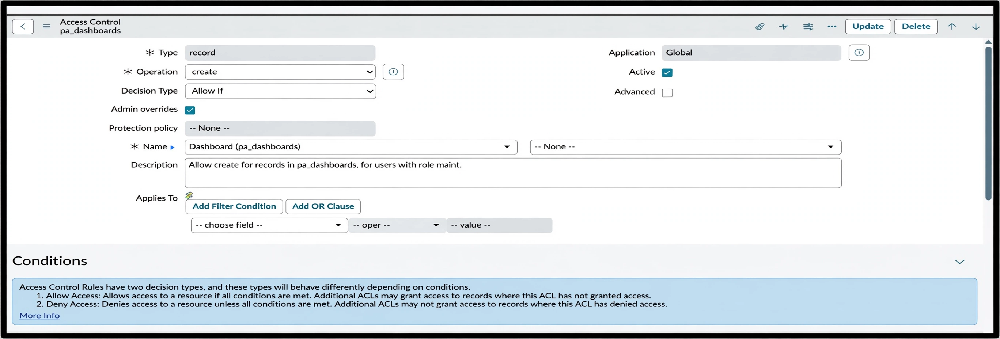 Access Control
pa_dashboards
Update
Delete
* Type
record
Application
Global
* Operation
create
Active
Decision Type
Allow If
Advanced
Admin overrides
Protection policy
-- None --
* Name
Dashboard (pa_dashboards)
-- None --
Description
Allow create for records in pa_dashboards, for users with role maint.
Applies To
Add Filter Condition
Add OR Clause
-- choose field --
-- oper --
-- value --
Conditions
Access Control Rules have two decision types, and these types will behave differently depending on conditions.
1. Allow Access: Allows access to a resource if all conditions are met. Additional ACLs may grant access to records where this ACL has not granted access.
2. Deny Access: Denies access to a resource unless all conditions are met. Additional ACLs may not grant access to records where this ACL has denied access.
More Info